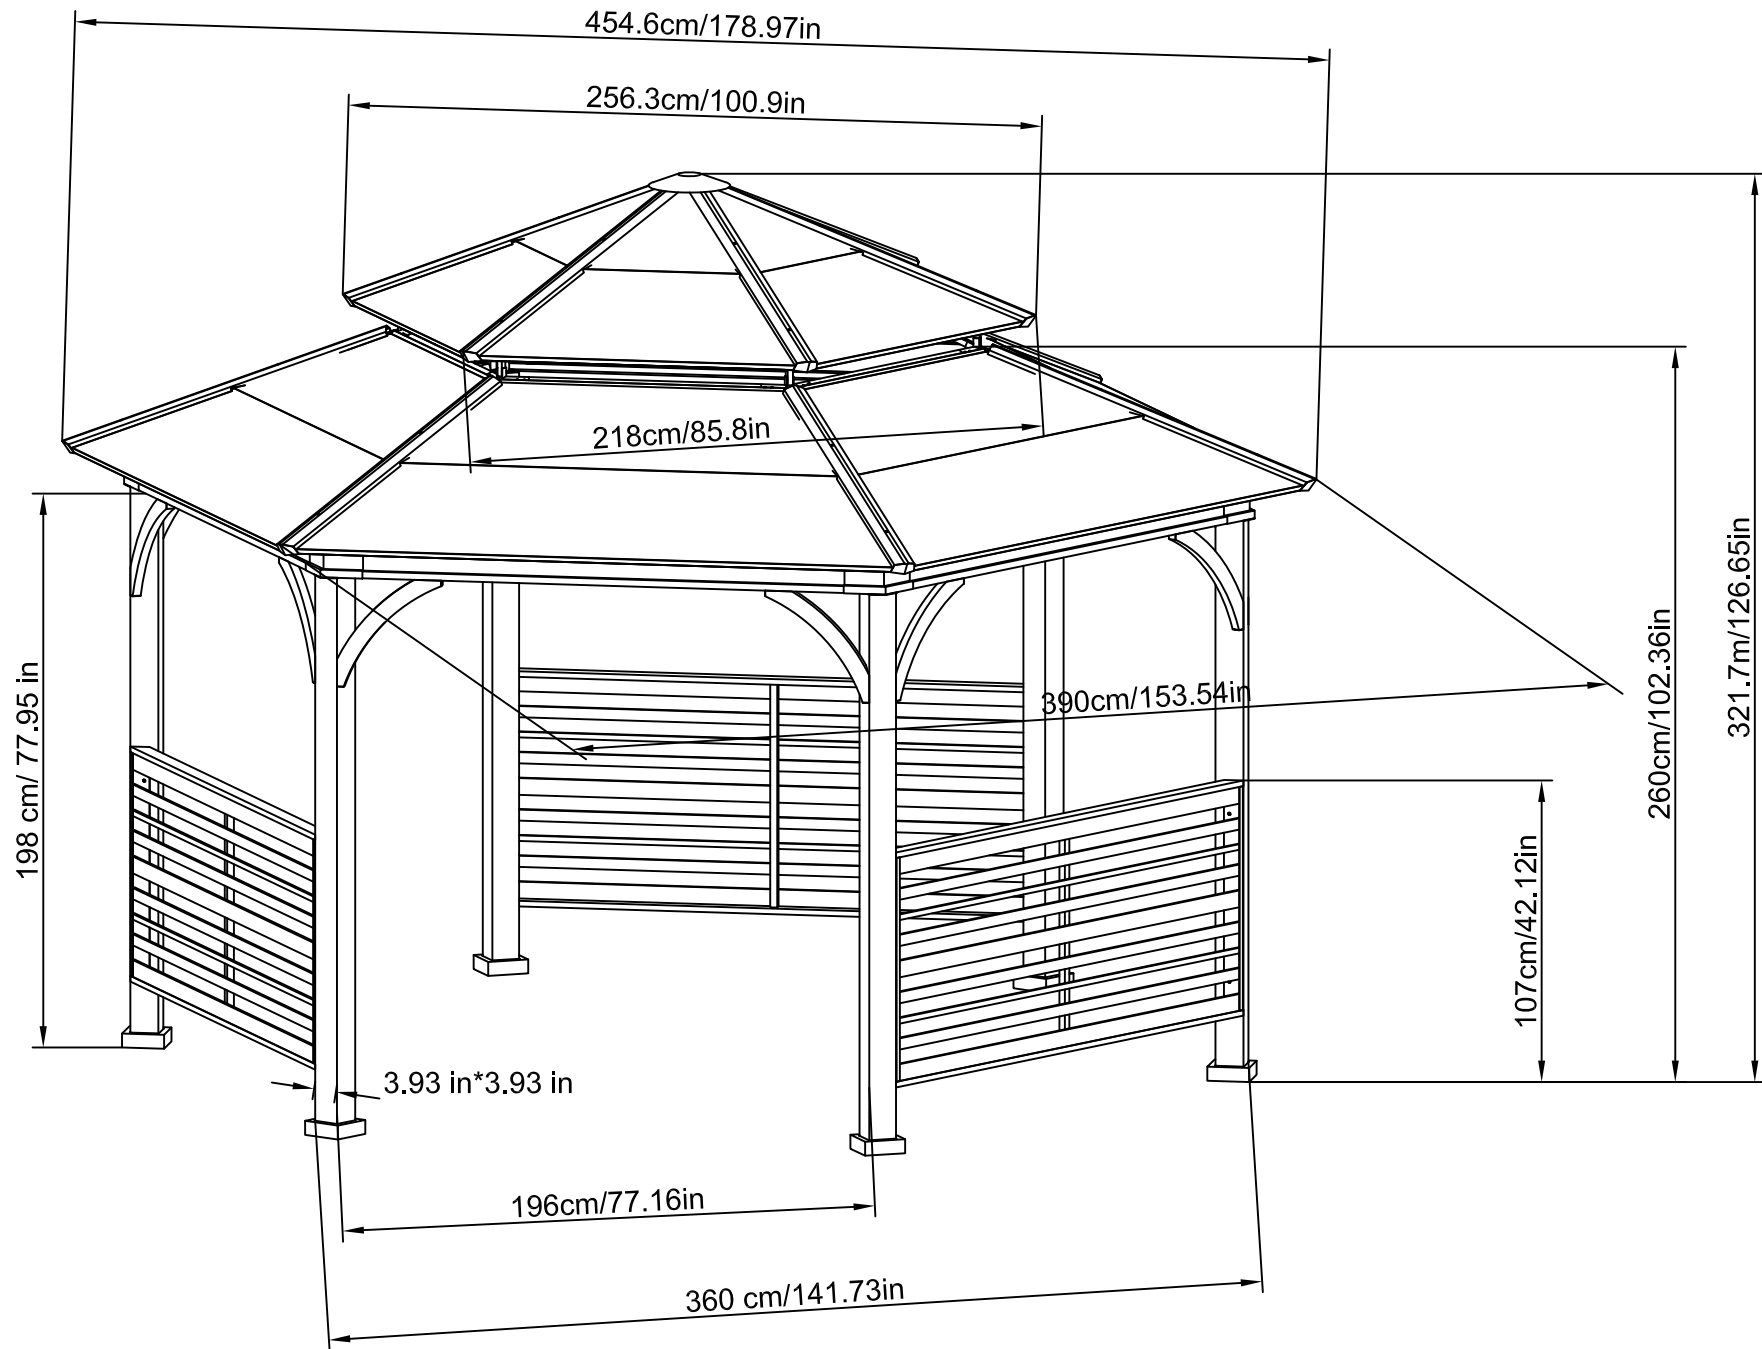 454.6cm/178.97in
256.3cm/100.9in
218cm/85.8in
390cm/153.54in
198 cm/ 77.95 in
321.7m/126.65in
260cm/102.36in
107cm/42.12in
3.93 in*3.93 in
196cm/77.16in
360 cm/141.73in